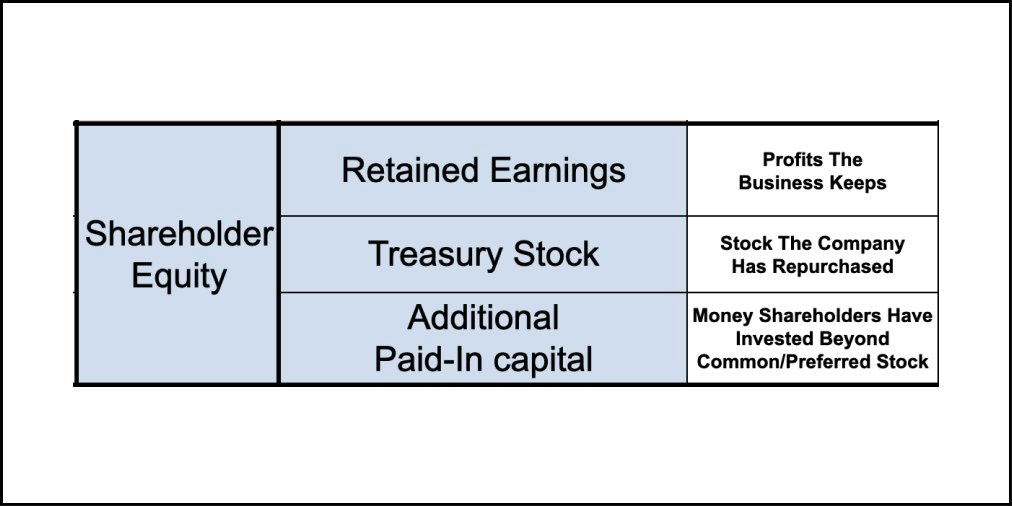 Shareholder
Equity
Retained Earnings
Profits The
Business Keeps
Treasury Stock
Stock The Company
Has Repurchased
Additional
Paid-In capital
Money Shareholders Have
Invested Beyond
Common/Preferred Stock